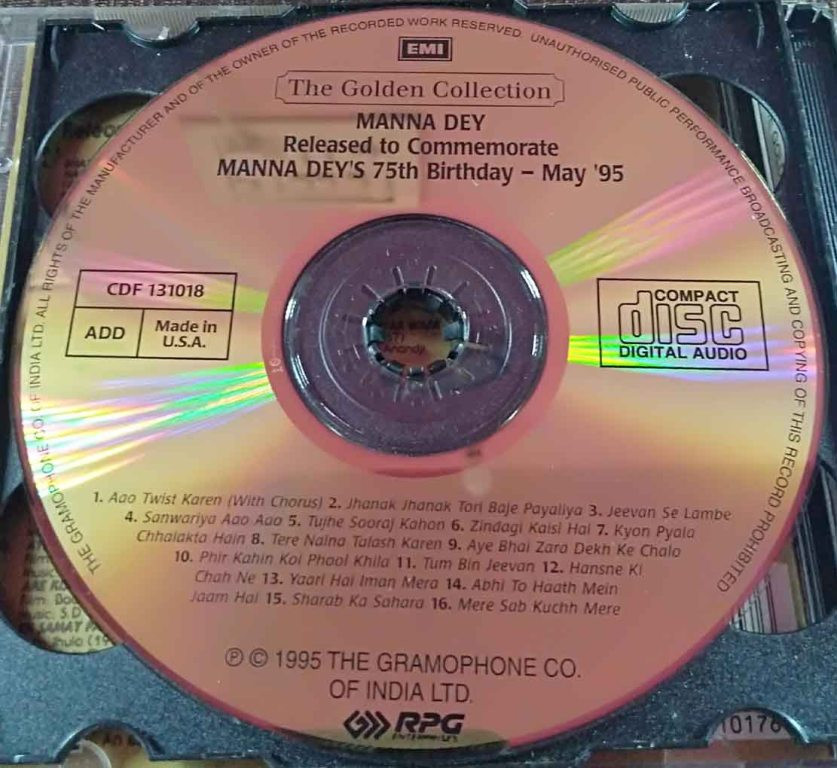 THE GRAMOPHONE CO. OF INDIA LTD. ALL RIGHTS OF THE MANUFACTURER AND OF THE OWNER OF THE RECORDED WORK RESERVED. UNAUTHORISED PUBLIC PERFORMANCE BROADCASTING AND COPYING OF THIS RECORD PROHIBITED
EMI
The Golden Collection
MANNA DEY
Released to Commemorate
MANNA DEY'S 75th Birthday – May '95
CDF 131018
ADD
Made in
U.S.A.
COMPACT
disc
DIGITAL AUDIO
1. Aao Twist Karen (With Chorus) 2. Jhanak Jhanak Tori Baje Payaliya 3. Jeevan Se Lambe
4. Sanwariya Aao Aao 5. Tujhe Sooraj Kahon 6. Zindagi Kaisi Hai 7. Kyon Pyala
Chhalakta Hain 8. Tere Naina Talash Karen 9. Aye Bhai Zara Dekh Ke Chalo
10. Phir Kahin Koi Phool Khila 11. Tum Bin Jeevan 12. Hansne Ki
Chah Ne 13. Yaari Hai Iman Mera 14. Abhi To Haath Mein
Jaam Hai 15. Sharab Ka Sahara 16. Mere Sab Kuchh Mere
℗ © 1995 THE GRAMOPHONE CO.
OF INDIA LTD.
RPG
ENTERPRISES